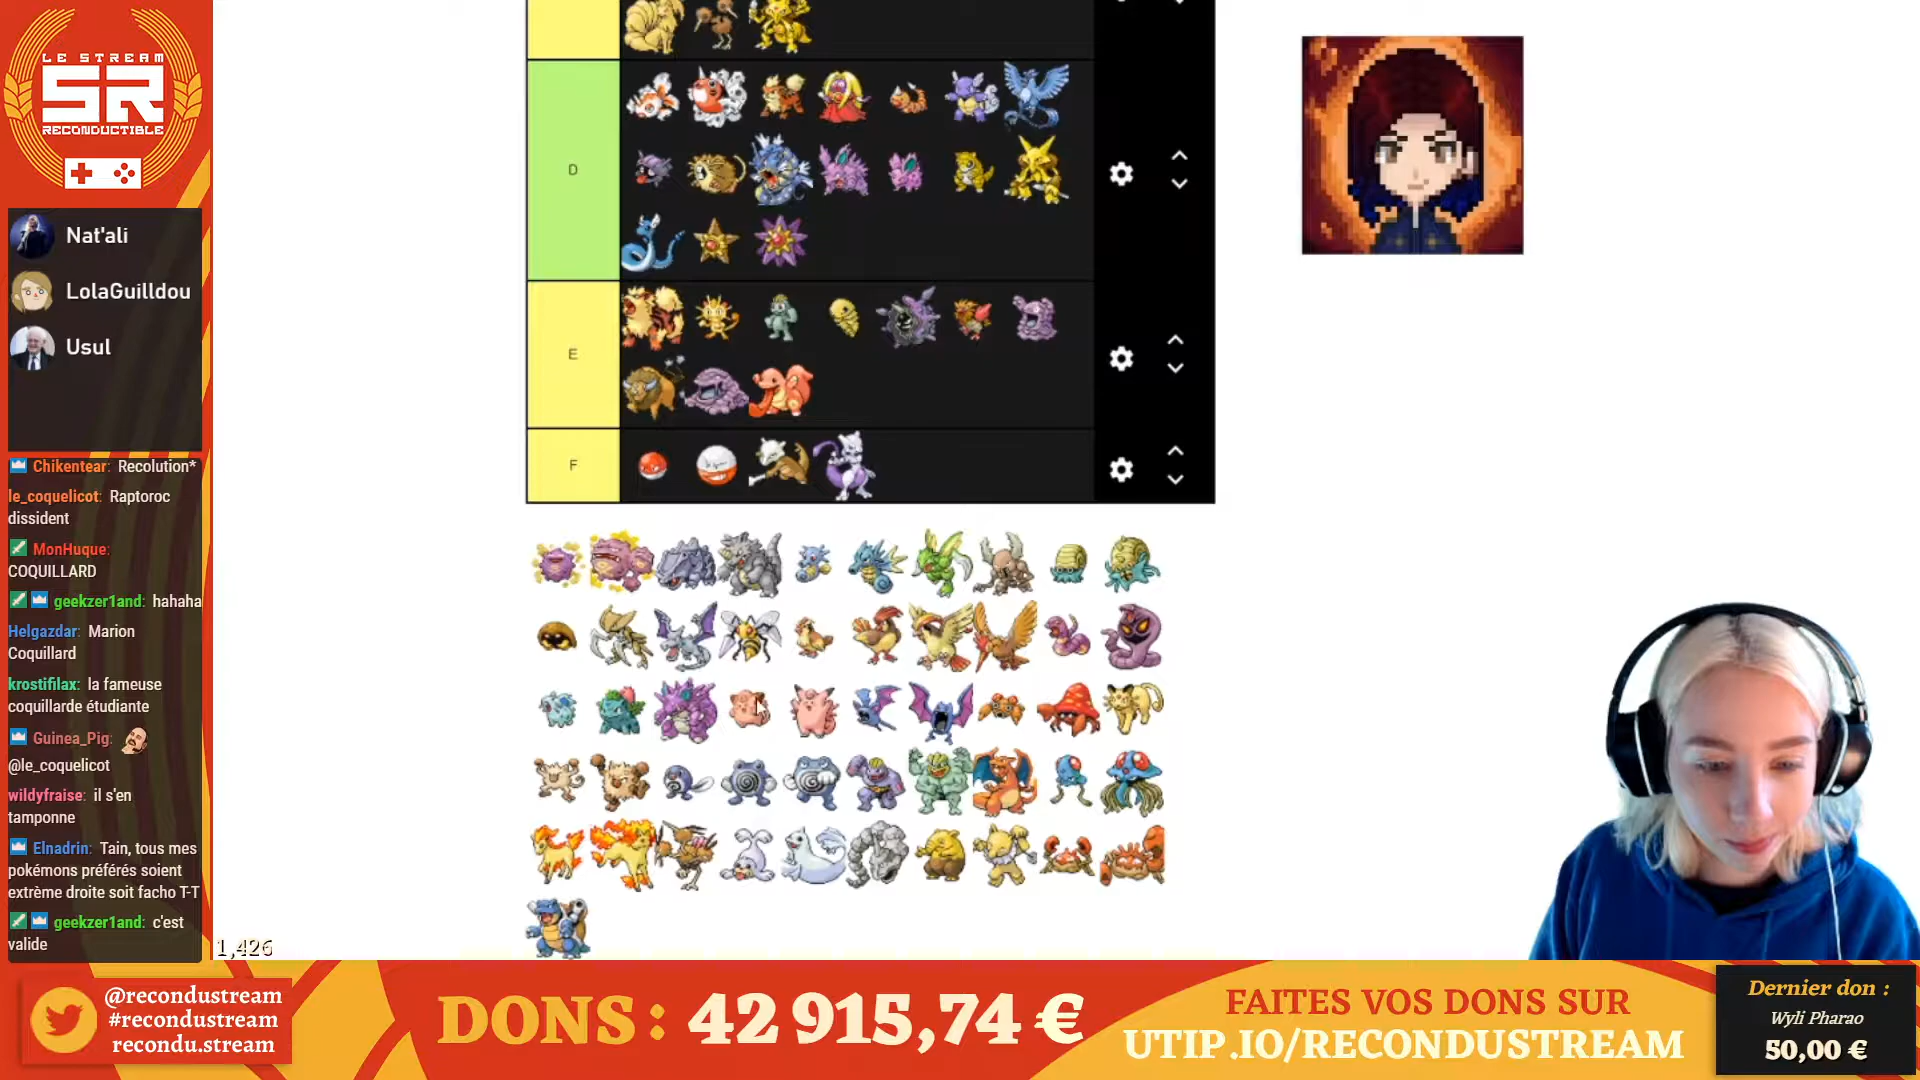 LE STREAM
SR
RECONDUCTIBLE
Nat'ali
LolaGuilldou
Usul
Chikentear: Recolution*
le_coquelicot: Raptoroc
dissident
MonHuque:
COQUILLARD
geekzer1and: hahaha
Helgazdar: Marion
Coquillard
krostifilax: la fameuse
coquillarde étudiante
Guinea_Pig:
@le_coquelicot
wildyfraise: il s'en
tamponne
Elnadrin: Tain, tous mes
pokémons préférés soient
extrème droite soit facho T-T
geekzer1and: c'est
valide
D
E
F
1,426
@recondustream
#recondustream
recondu.stream
DONS : 42 915,74 €
FAITES VOS DONS SUR
UTIP.IO/RECONDUSTREAM
Dernier don :
Wyli Pharao
50,00 €